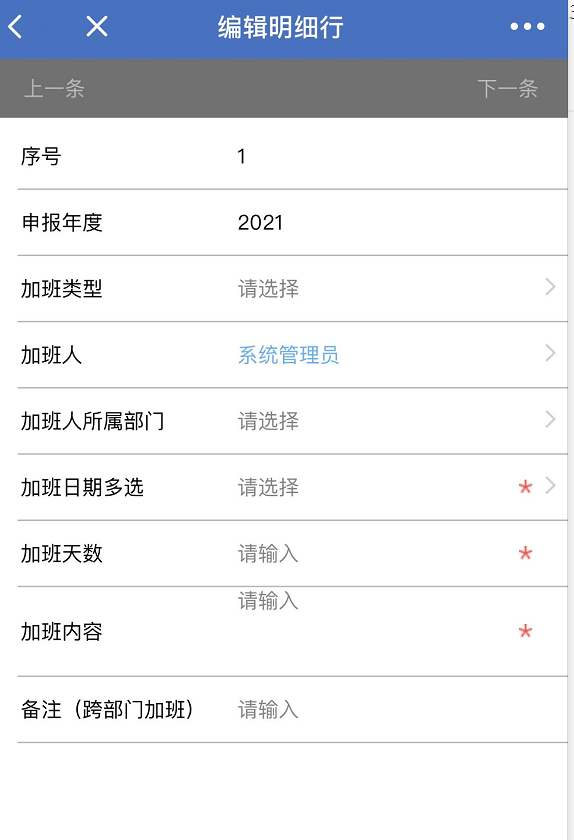 编辑明细行
上一条 下一条
序号 1
申报年度 2021
加班类型 请选择
加班人 系统管理员
加班人所属部门 请选择
加班日期多选 请选择 *
加班天数 请输入 *
请输入
加班内容 *
备注（跨部门加班） 请输入